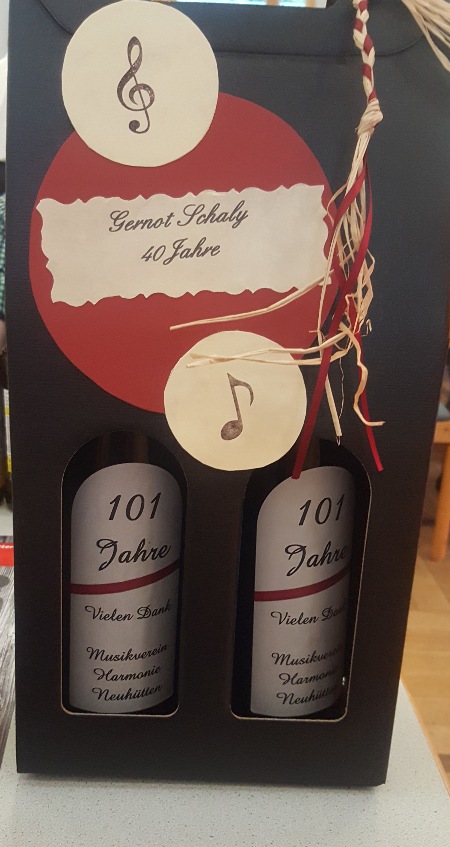 Gernot Schaly
40 Jahre
101
Jahre
Vielen Dank
Musikverein
Harmonie
Neuhütten
101
Jahre
Vielen Dank
Musikverein
Harmonie
Neuhütten